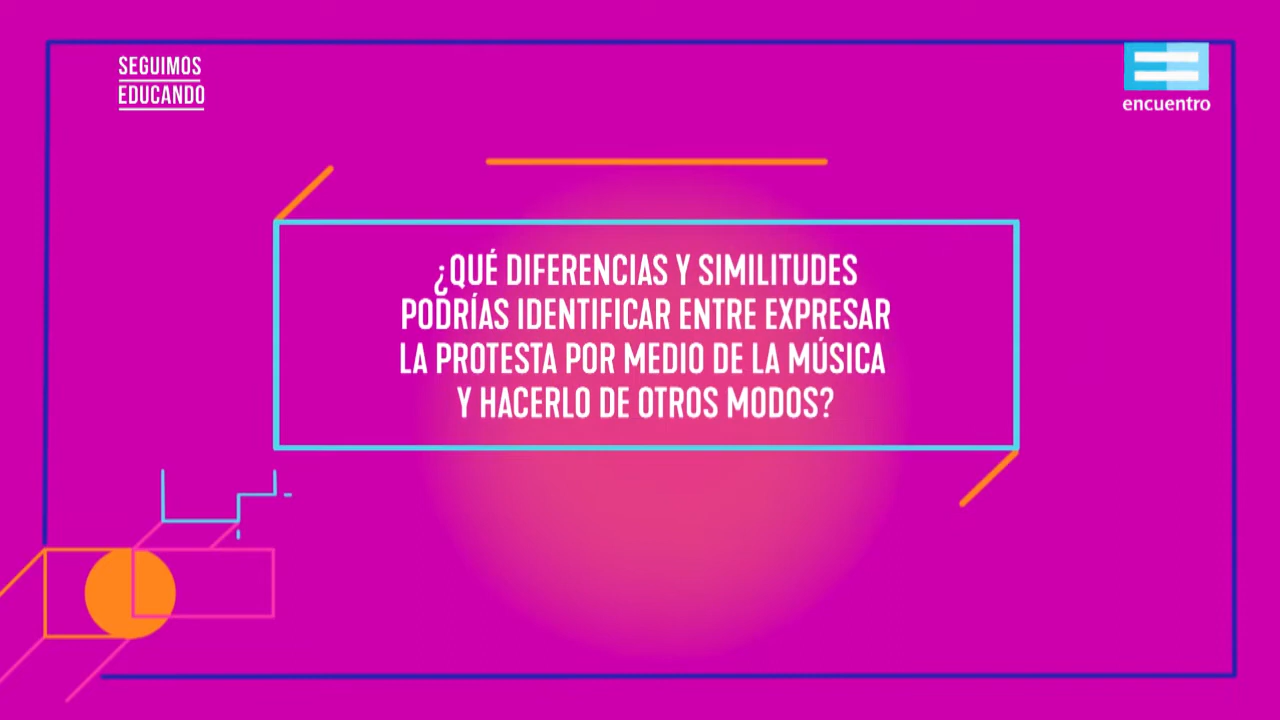 SEGUIMOS
EDUCANDO
encuentro
¿QUÉ DIFERENCIAS Y SIMILITUDES
PODRÍAS IDENTIFICAR ENTRE EXPRESAR
LA PROTESTA POR MEDIO DE LA MÚSICA
Y HACERLO DE OTROS MODOS?